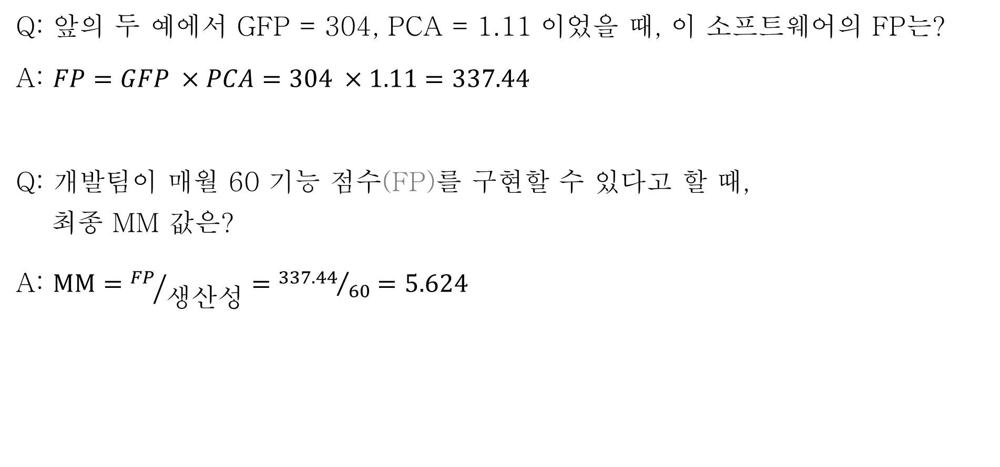 Q: 앞의 두 예에서 GFP = 304, PCA = 1.11 이었을 때, 이 소프트웨어의 FP는?
A: FP = GFP × PCA = 304 × 1.11 = 337.44
Q: 개발팀이 매월 60 기능 점수(FP)를 구현할 수 있다고 할 때,
최종 MM 값은?
A: MM = FP/생산성 = 337.44/60 = 5.624